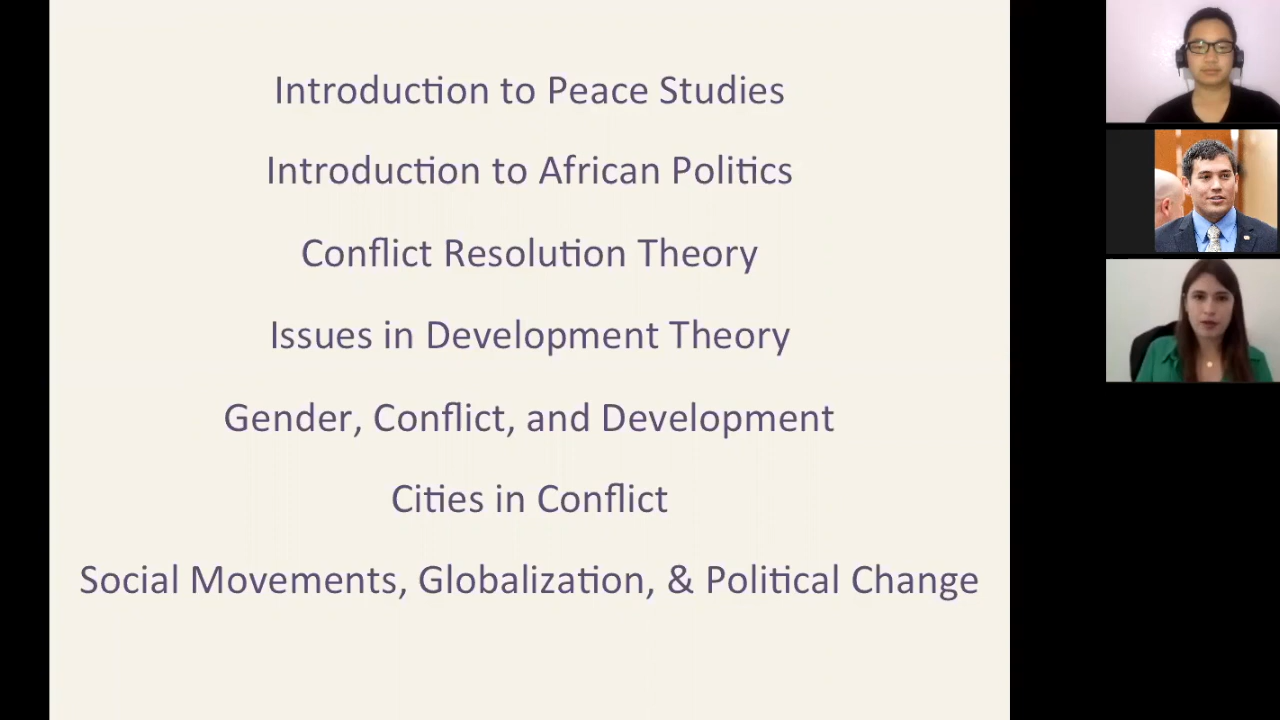 Introduction to Peace Studies
Introduction to African Politics
Conflict Resolution Theory
Issues in Development Theory
Gender, Conflict, and Development
Cities in Conflict
Social Movements, Globalization, & Political Change